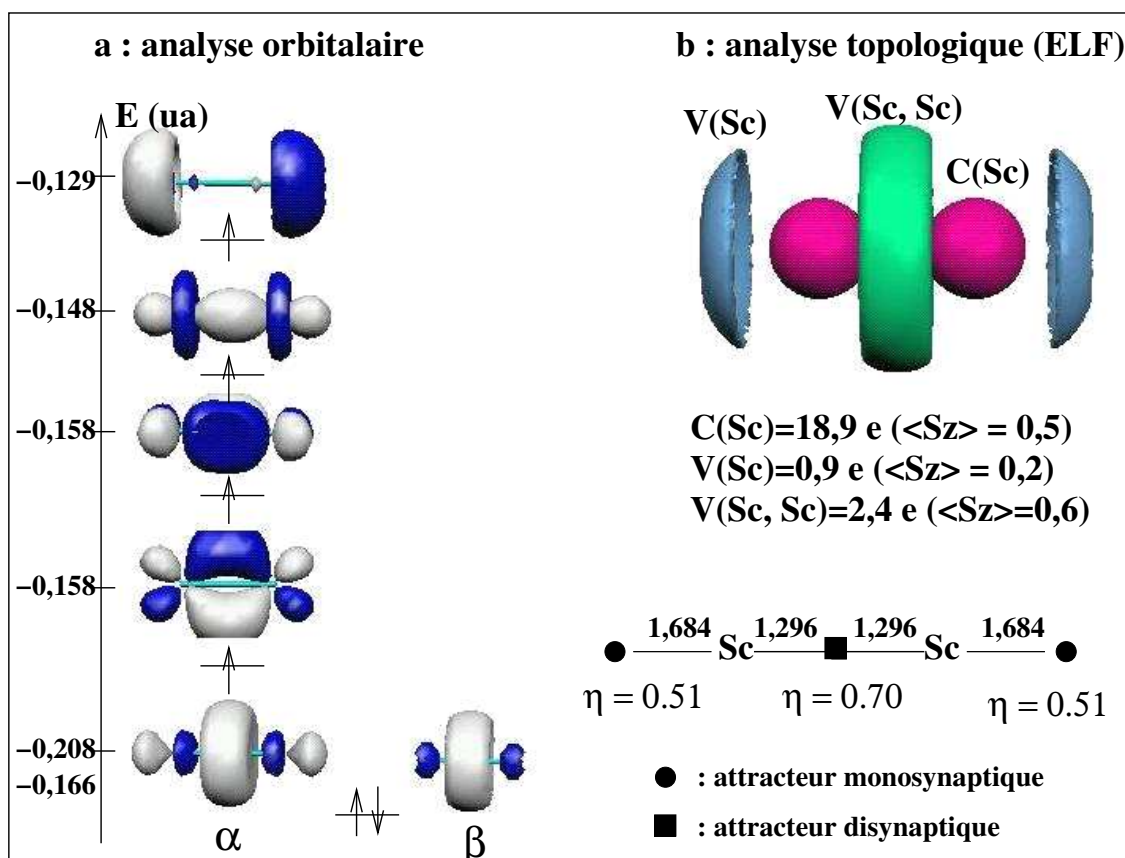 a : analyse orbitalaire
E (ua)
−0,129
−0,148
−0,158
−0,158
−0,208
−0,166
α
β
b : analyse topologique (ELF)
V(Sc)
V(Sc, Sc)
C(Sc)
C(Sc)=18,9 e (<Sz> = 0,5)
V(Sc)=0,9 e (<Sz> = 0,2)
V(Sc, Sc)=2,4 e (<Sz>=0,6)
1,684 Sc 1,296 1,296 Sc 1,684
η = 0.51 η = 0.70 η = 0.51
: attracteur monosynaptique
: attracteur disynaptique